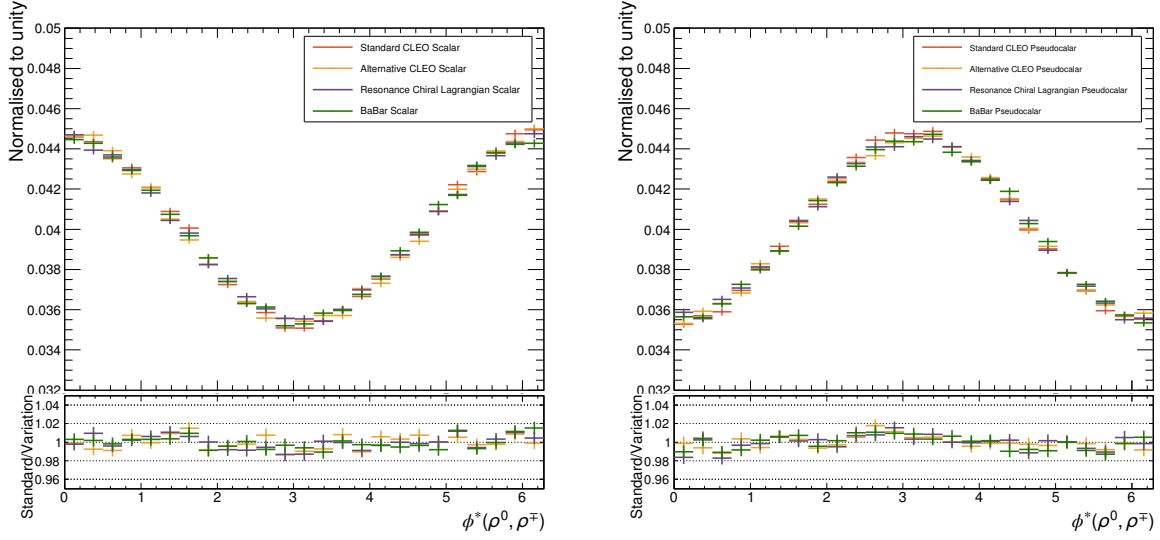 Normalised to unity
0.05
0.048
0.046
0.044
0.042
0.04
0.038
0.036
0.034
0.032
Standard CLEO Scalar
Alternative CLEO Scalar
Resonance Chiral Lagrangian Scalar
BaBar Scalar
Standard/Variation
1.04
1.02
1
0.98
0.96
0 1 2 3 4 5 6
ϕ*(ρ⁰, ρ∓)
Normalised to unity
0.05
0.048
0.046
0.044
0.042
0.04
0.038
0.036
0.034
0.032
Standard CLEO Pseudocalar
Alternative CLEO Pseudocalar
Resonance Chiral Lagrangian Pseudocalar
BaBar Pseudocalar
Standard/Variation
1.04
1.02
1
0.98
0.96
0 1 2 3 4 5 6
ϕ*(ρ⁰, ρ∓)